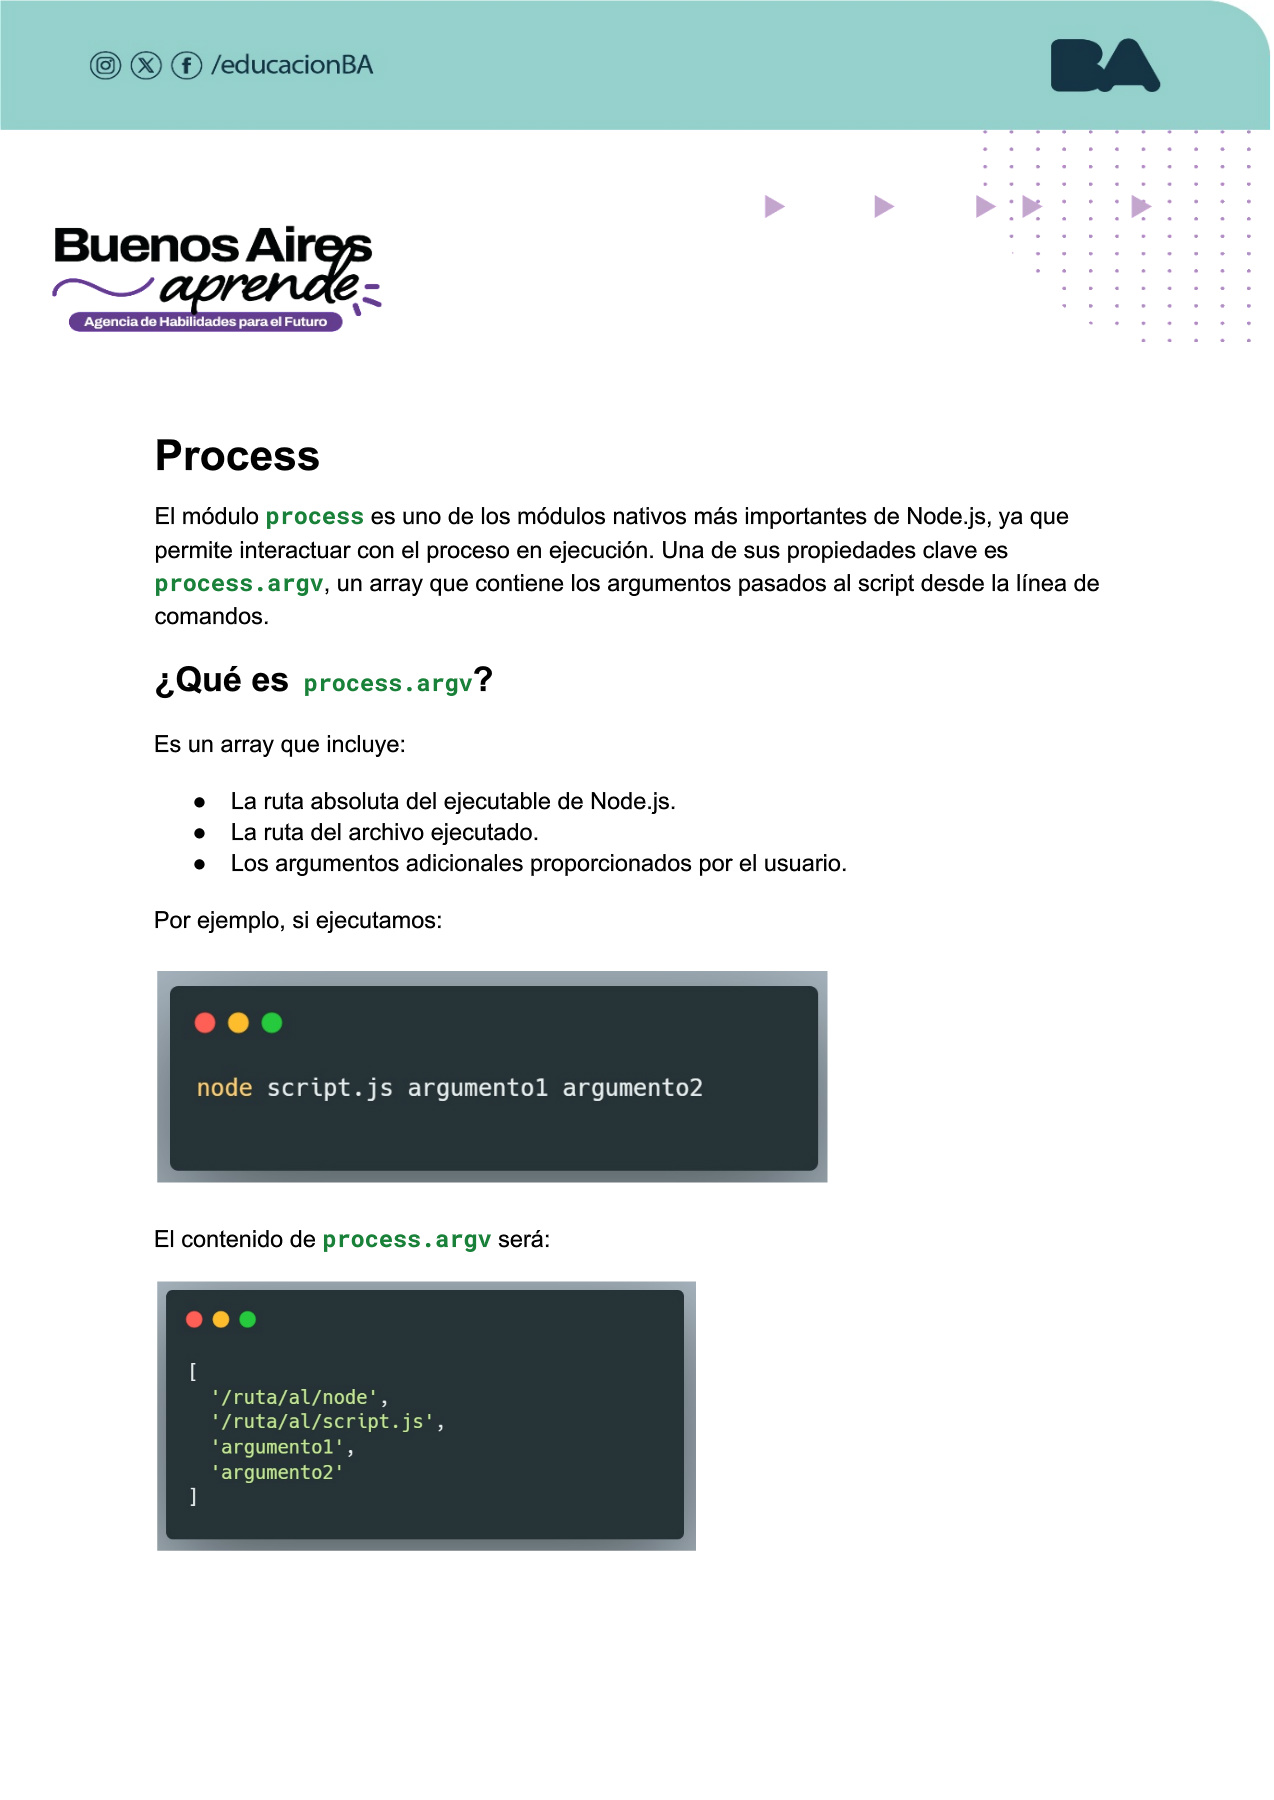 /educacionBA
BA
Buenos Aires
aprende
Agencia de Habilidades para el Futuro
Process
El módulo process es uno de los módulos nativos más importantes de Node.js, ya que
permite interactuar con el proceso en ejecución. Una de sus propiedades clave es
process.argv, un array que contiene los argumentos pasados al script desde la línea de
comandos.
¿Qué es process.argv?
Es un array que incluye:
● La ruta absoluta del ejecutable de Node.js.
● La ruta del archivo ejecutado.
● Los argumentos adicionales proporcionados por el usuario.
Por ejemplo, si ejecutamos:
node script.js argumento1 argumento2
El contenido de process.argv será:
[
'/ruta/al/node',
'/ruta/al/script.js',
'argumento1',
'argumento2'
]